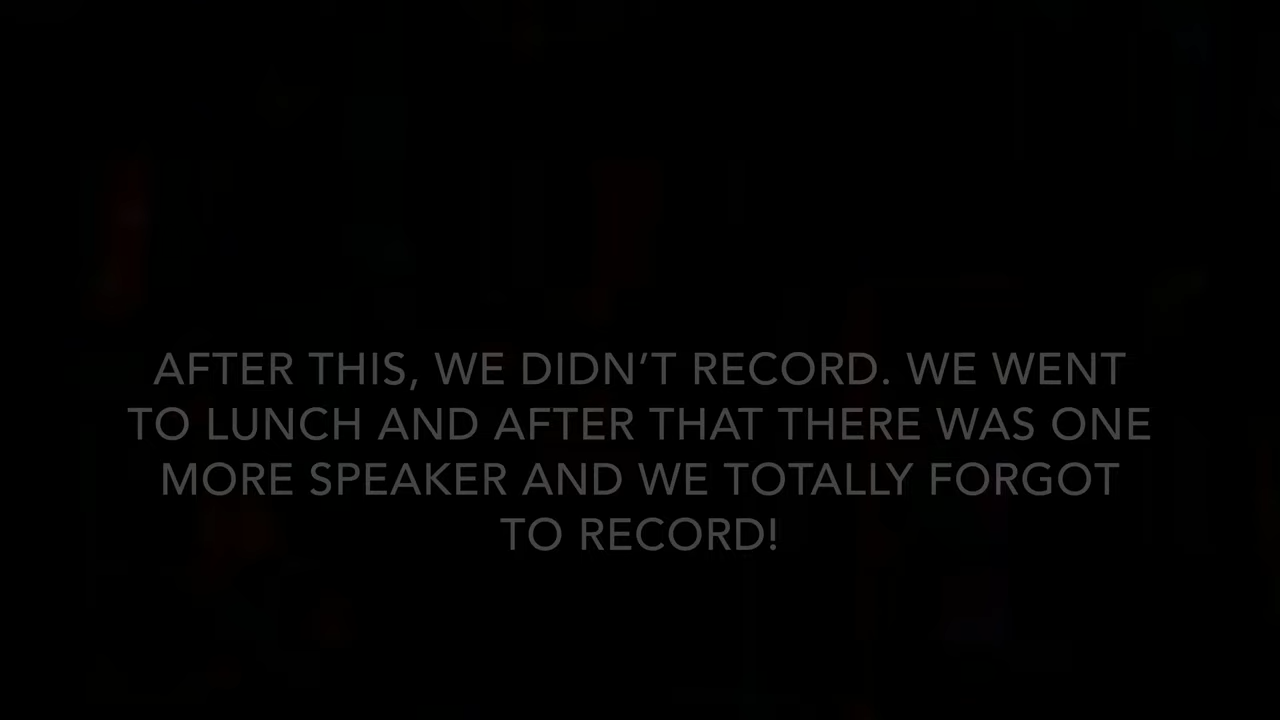 AFTER THIS, WE DIDN’T RECORD. WE WENT
TO LUNCH AND AFTER THAT THERE WAS ONE
MORE SPEAKER AND WE TOTALLY FORGOT
TO RECORD!